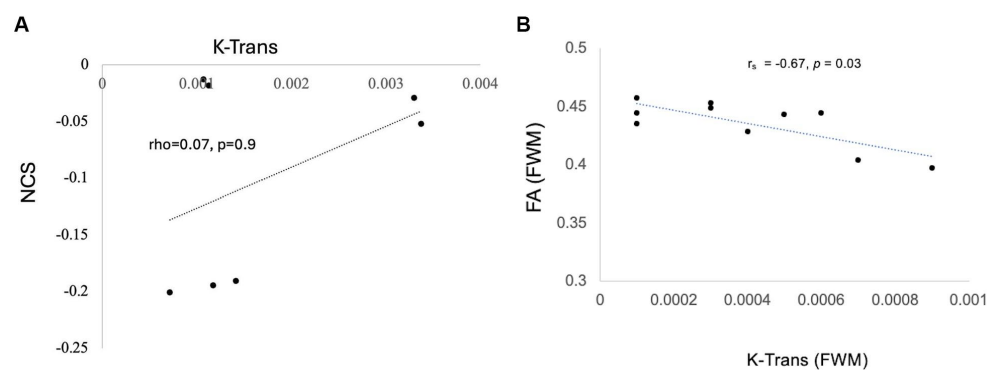 A
K-Trans
0
0 0.001 0.002 0.003 0.004
-0.05
rho=0.07, p=0.9
-0.1
NCS
-0.15
-0.2
-0.25
B
0.5
rs = -0.67, p = 0.03
0.45
0.4
FA (FWM)
0.35
0.3
0 0.0002 0.0004 0.0006 0.0008 0.001
K-Trans (FWM)